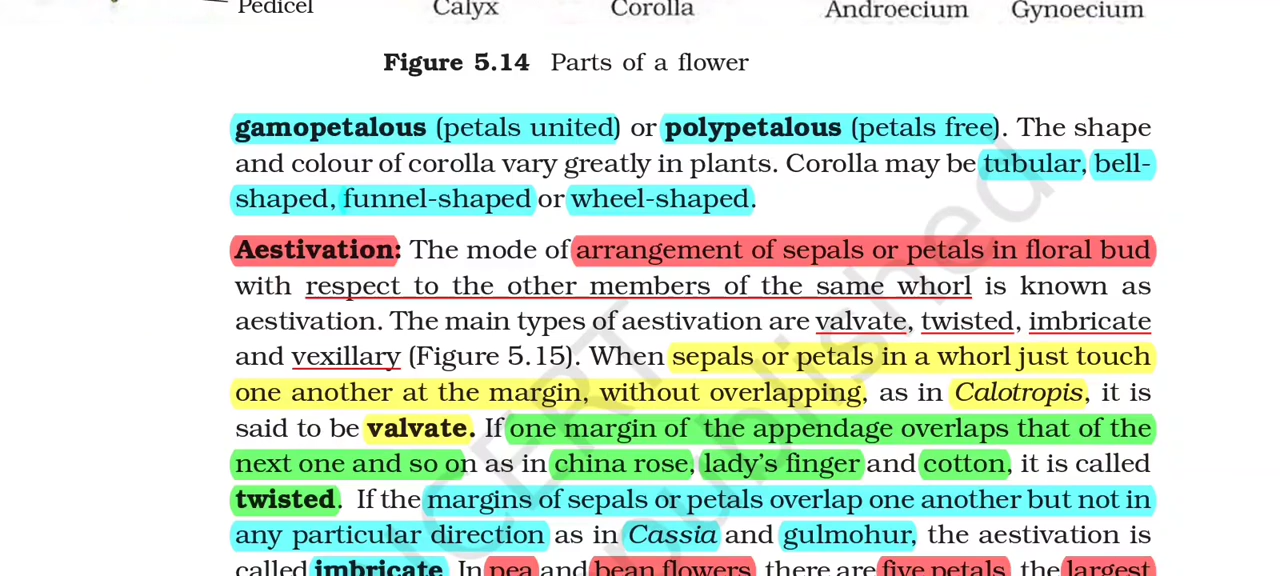 Pedicel Calyx Corolla Androecium Gynoecium
Figure 5.14 Parts of a flower
gamopetalous (petals united) or polypetalous (petals free). The shape
and colour of corolla vary greatly in plants. Corolla may be tubular, bell-
shaped, funnel-shaped or wheel-shaped.
Aestivation: The mode of arrangement of sepals or petals in floral bud
with respect to the other members of the same whorl is known as
aestivation. The main types of aestivation are valvate, twisted, imbricate
and vexillary (Figure 5.15). When sepals or petals in a whorl just touch
one another at the margin, without overlapping, as in Calotropis, it is
said to be valvate. If one margin of the appendage overlaps that of the
next one and so on as in china rose, lady's finger and cotton, it is called
twisted. If the margins of sepals or petals overlap one another but not in
any particular direction as in Cassia and gulmohur, the aestivation is
called imbricate. In pea and bean flowers, there are five petals, the largest